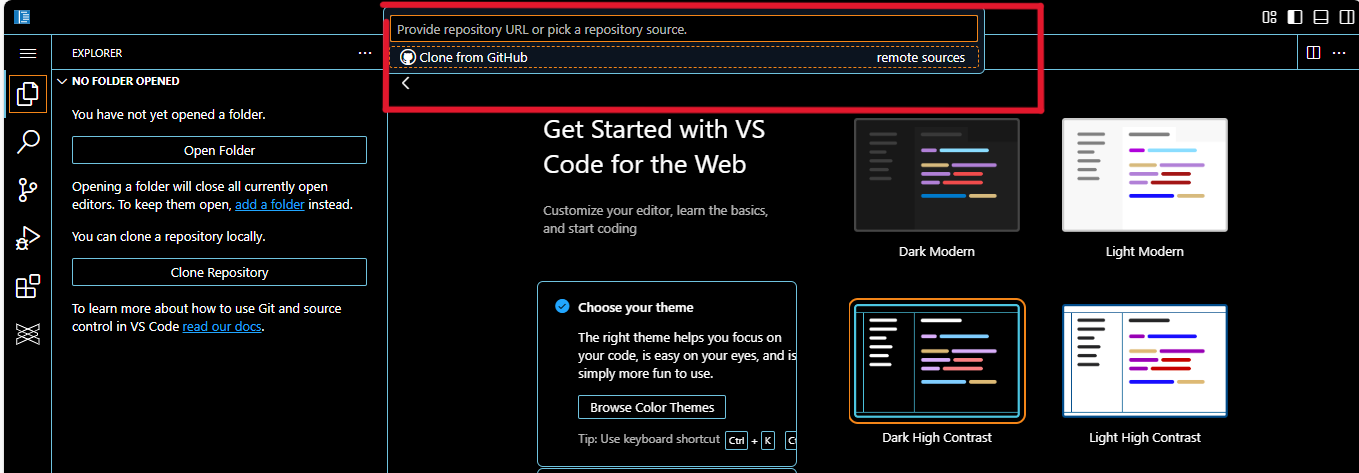 Provide repository URL or pick a repository source.
Clone from GitHub remote sources
EXPLORER
NO FOLDER OPENED
You have not yet opened a folder.
Open Folder
Opening a folder will close all currently open
editors. To keep them open, add a folder instead.
You can clone a repository locally.
Clone Repository
To learn more about how to use Git and source
control in VS Code read our docs.
Get Started with VS
Code for the Web
Customize your editor, learn the basics,
and start coding
Choose your theme
The right theme helps you focus on
your code, is easy on your eyes, and is
simply more fun to use.
Browse Color Themes
Tip: Use keyboard shortcut Ctrl + K
Dark Modern
Light Modern
Dark High Contrast
Light High Contrast